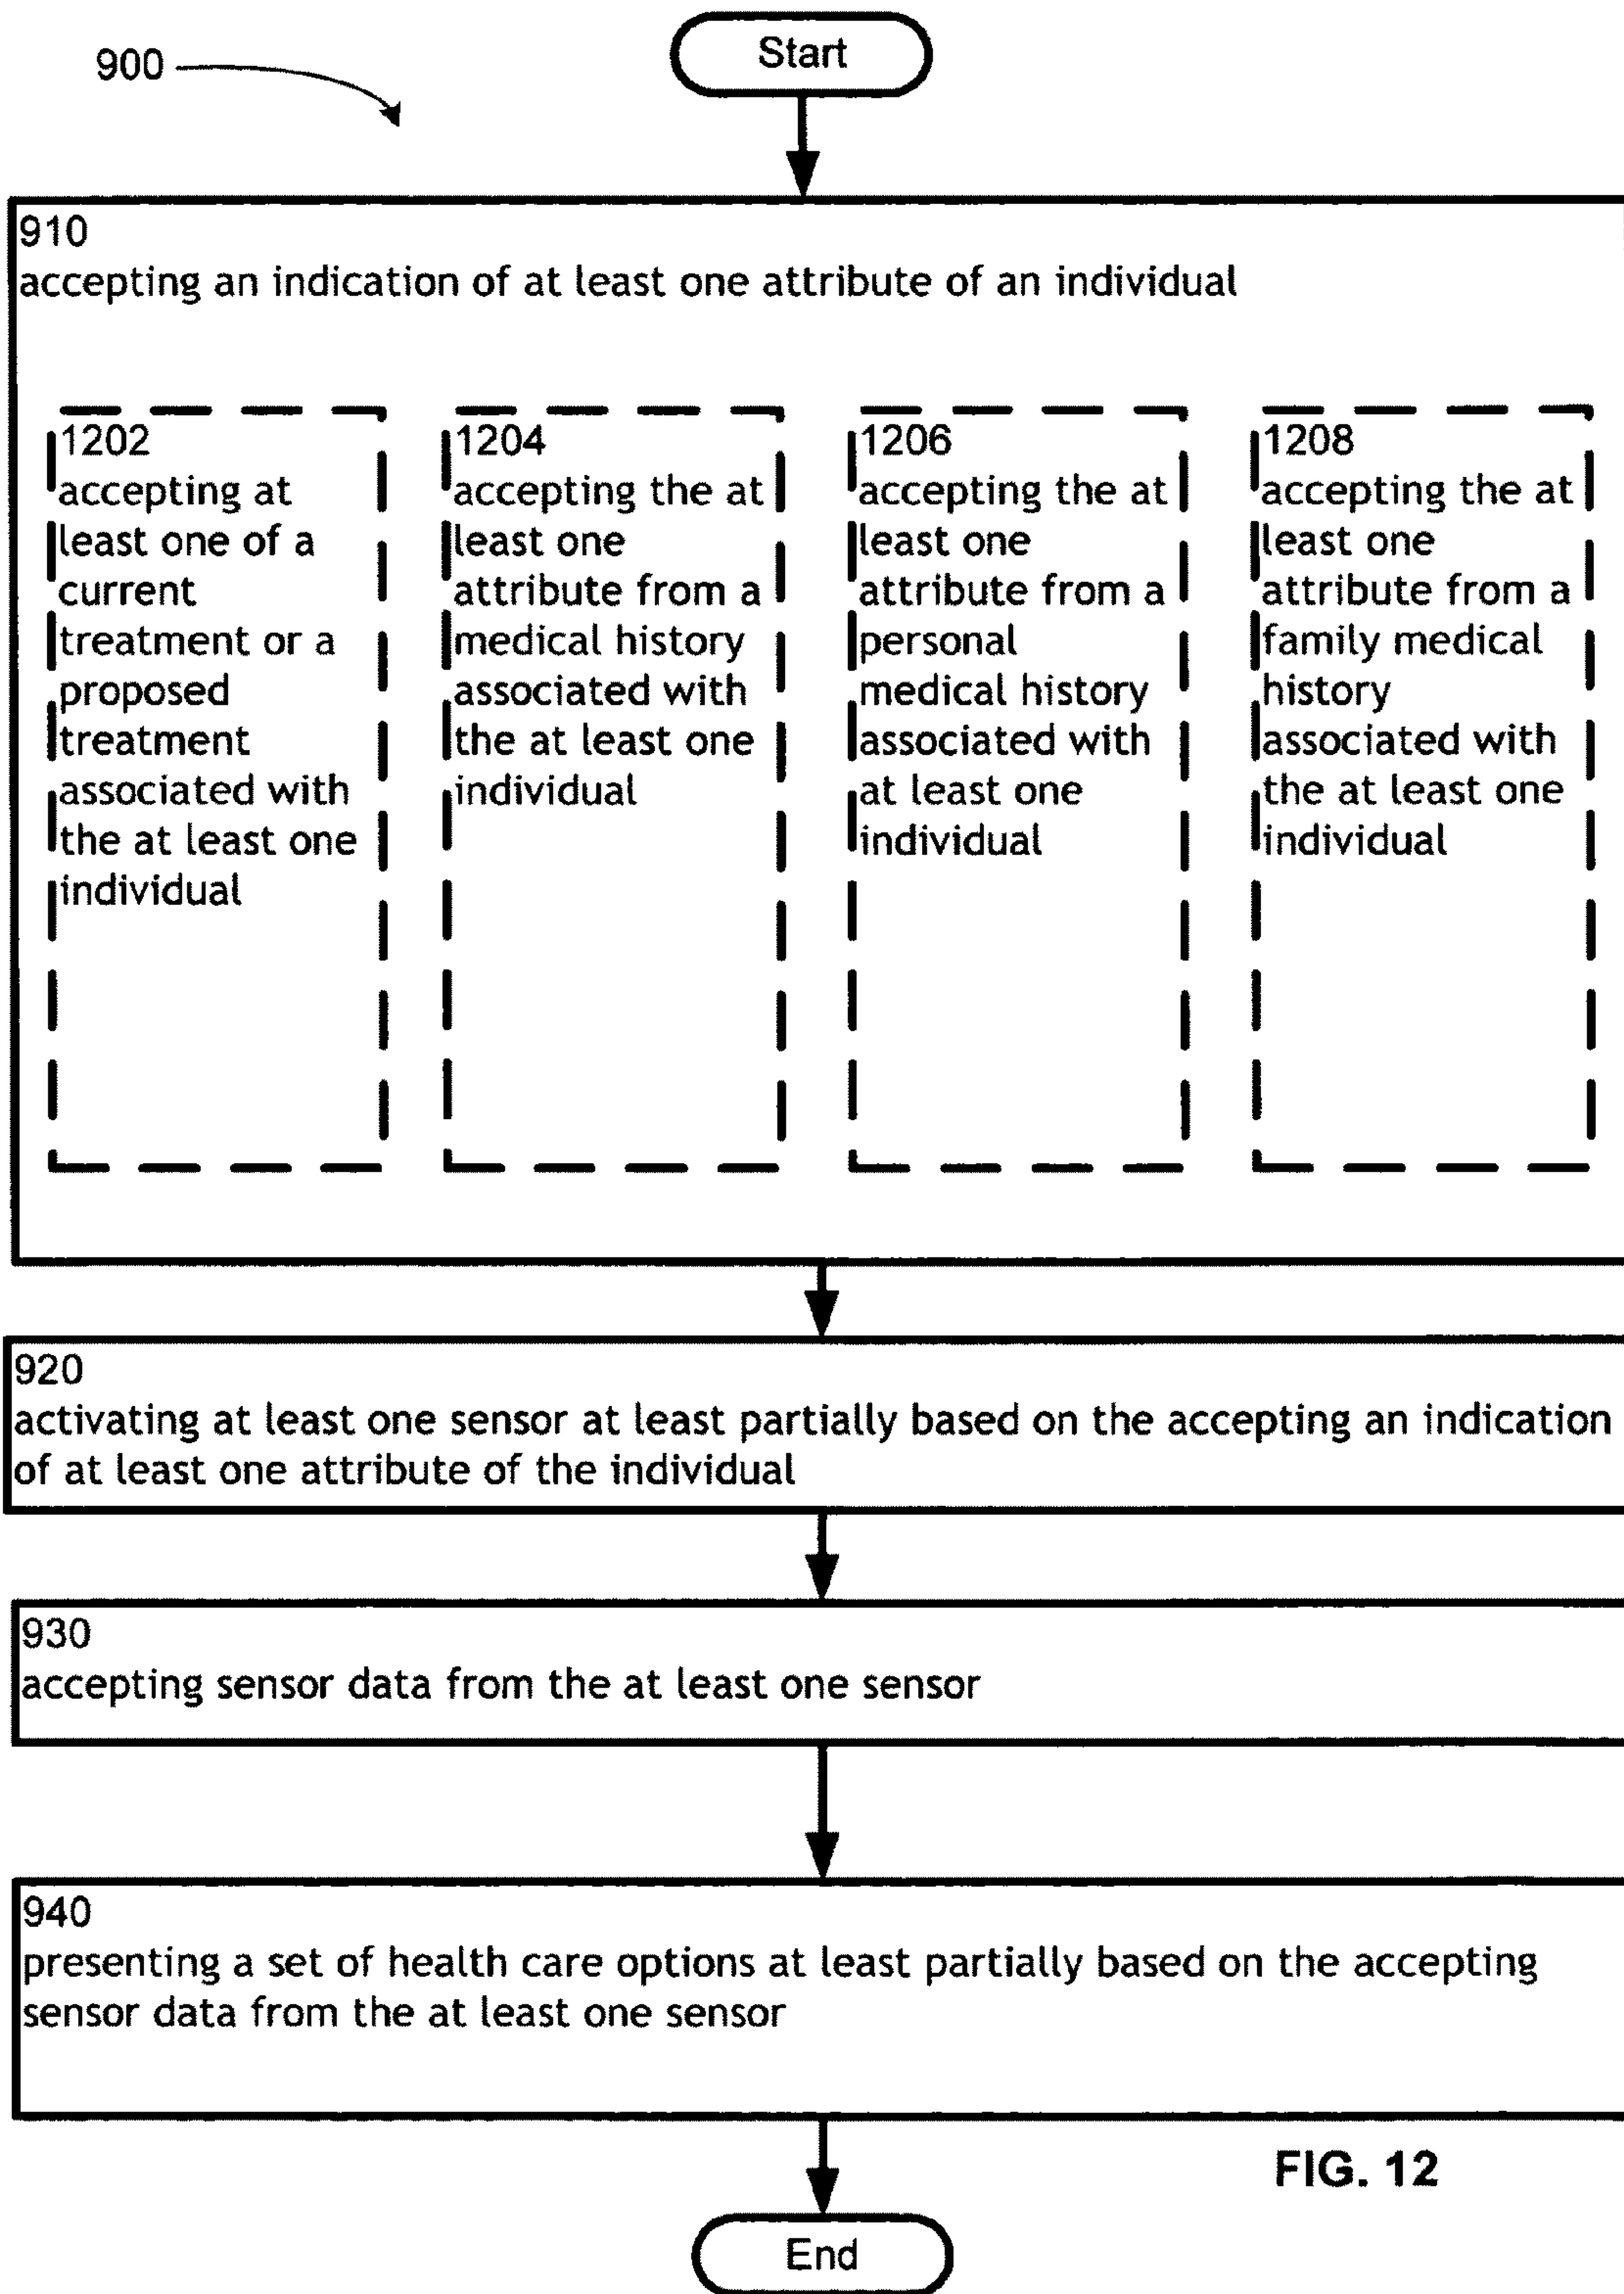 Start
900
910
accepting an indication of at least one attribute of an individual
1202
accepting at
least one of a
current
treatment or a
proposed
treatment
associated with
the at least one
individual
1204
accepting the at
least one
attribute from a
medical history
associated with
the at least one
individual
1206
accepting the at
least one
attribute from a
personal
medical history
associated with
at least one
individual
1208
accepting the at
least one
attribute from a
family medical
history
associated with
the at least one
individual
920
activating at least one sensor at least partially based on the accepting an indication
of at least one attribute of the individual
930
accepting sensor data from the at least one sensor
940
presenting a set of health care options at least partially based on the accepting
sensor data from the at least one sensor
FIG. 12
End